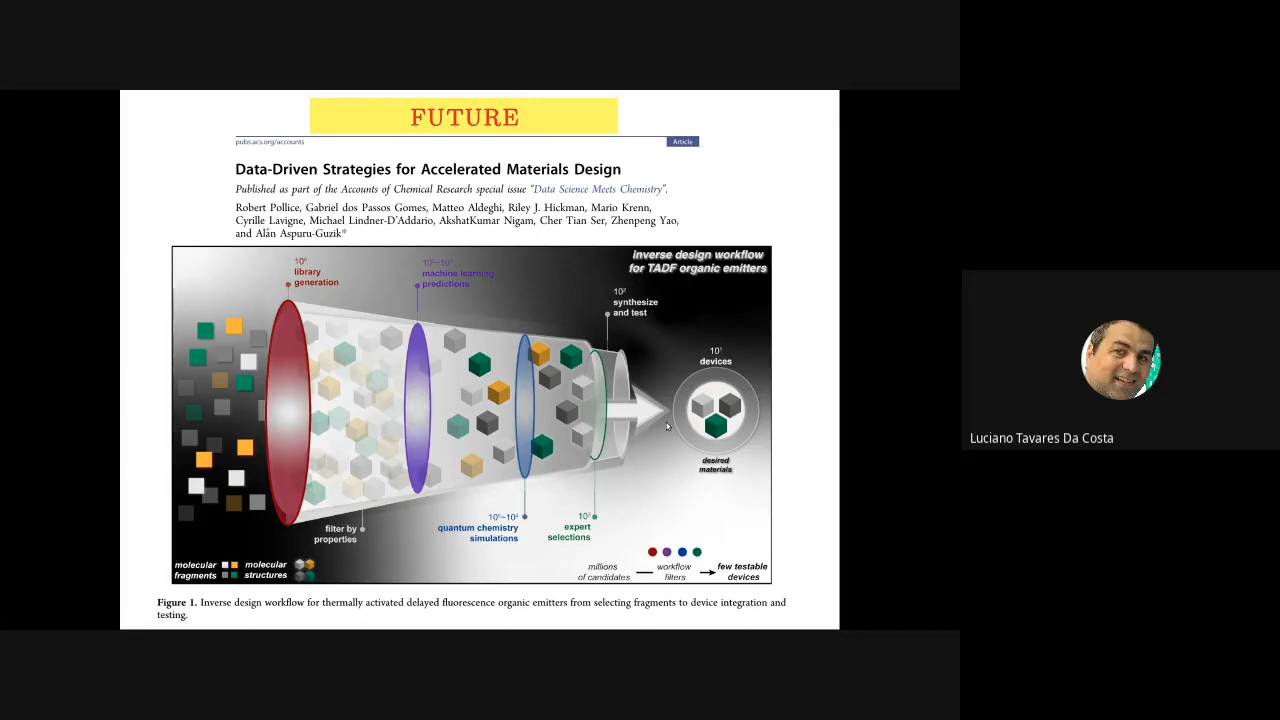 FUTURE
pubs.acs.org/accounts
Article
Data-Driven Strategies for Accelerated Materials Design
Published as part of the Accounts of Chemical Research special issue “Data Science Meets Chemistry”.
Robert Pollice, Gabriel dos Passos Gomes, Matteo Aldeghi, Riley J. Hickman, Mario Krenn,
Cyrille Lavigne, Michael Lindner-D'Addario, AkshatKumar Nigam, Cher Tian Ser, Zhenpeng Yao,
and Alán Aspuru-Guzik*
inverse design workflow
for TADF organic emitters
library
generation
machine learning
predictions
10²
synthesize
and test
10¹
devices
desired
materials
filter by
properties
quantum chemistry
simulations
10³
expert
selections
molecular
fragments
molecular
structures
millions
of candidates
workflow
filters
few testable
devices
Figure 1. Inverse design workflow for thermally activated delayed fluorescence organic emitters from selecting fragments to device integration and
testing.
Luciano Tavares Da Costa